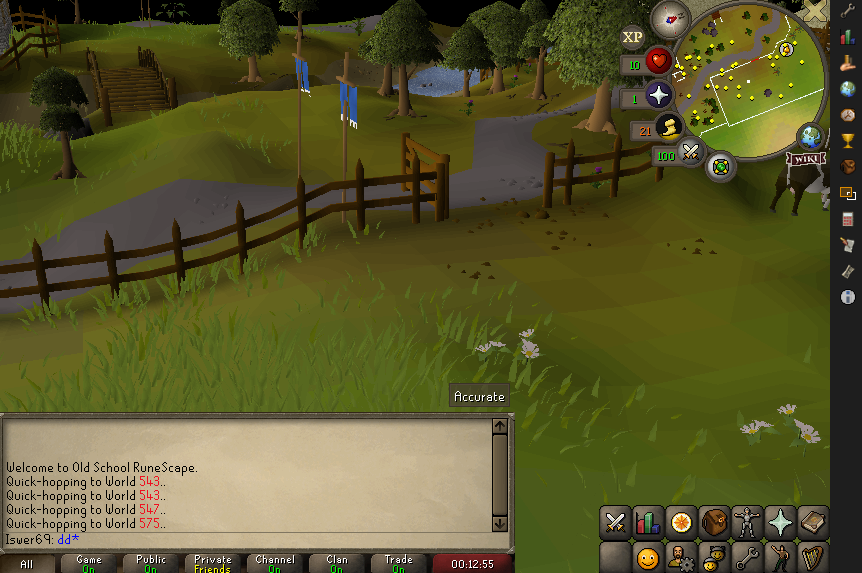 XP
10
1
21
100
WIKI
Accurate
Welcome to Old School RuneScape.
Quick-hopping to World 543..
Quick-hopping to World 543..
Quick-hopping to World 547..
Quick-hopping to World 575..
Iswer69: dd*
All
Game
On
Public
On
Private
Friends
Channel
On
Clan
On
Trade
On
00:12:55